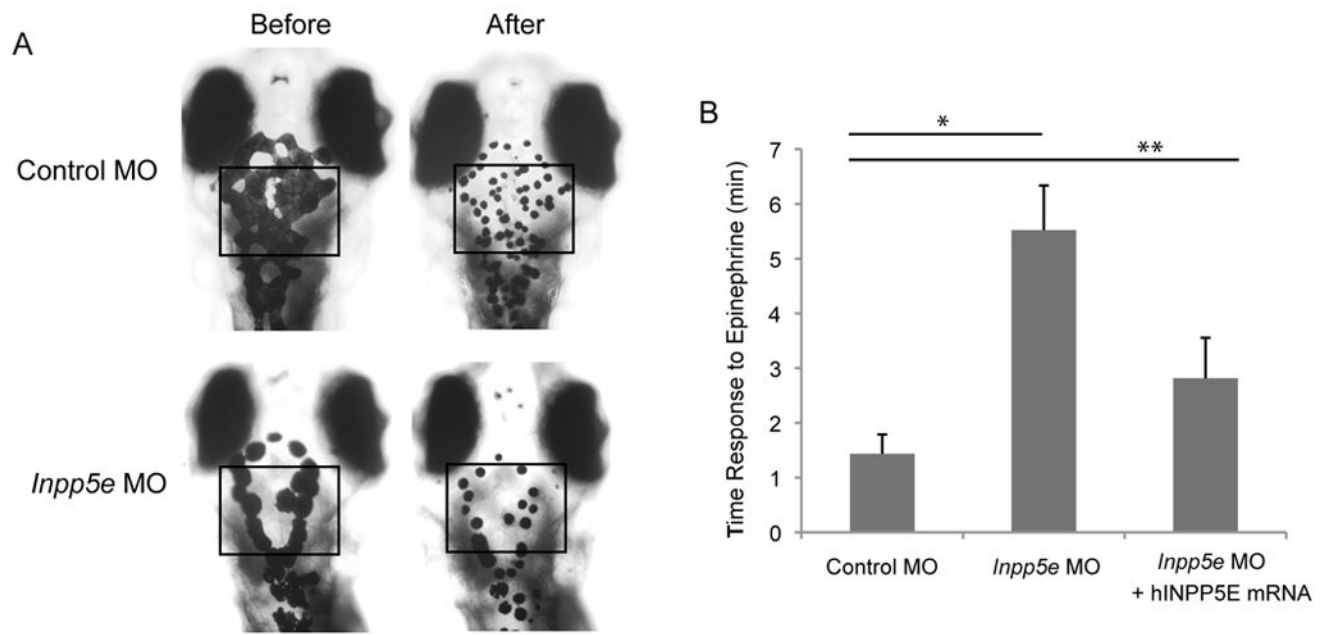 A
Before
After
Control MO
Inpp5e MO
B
*
**
Time Response to Epinephrine (min)
7
6
5
4
3
2
1
0
Control MO
Inpp5e MO
Inpp5e MO
+ hINPP5E mRNA